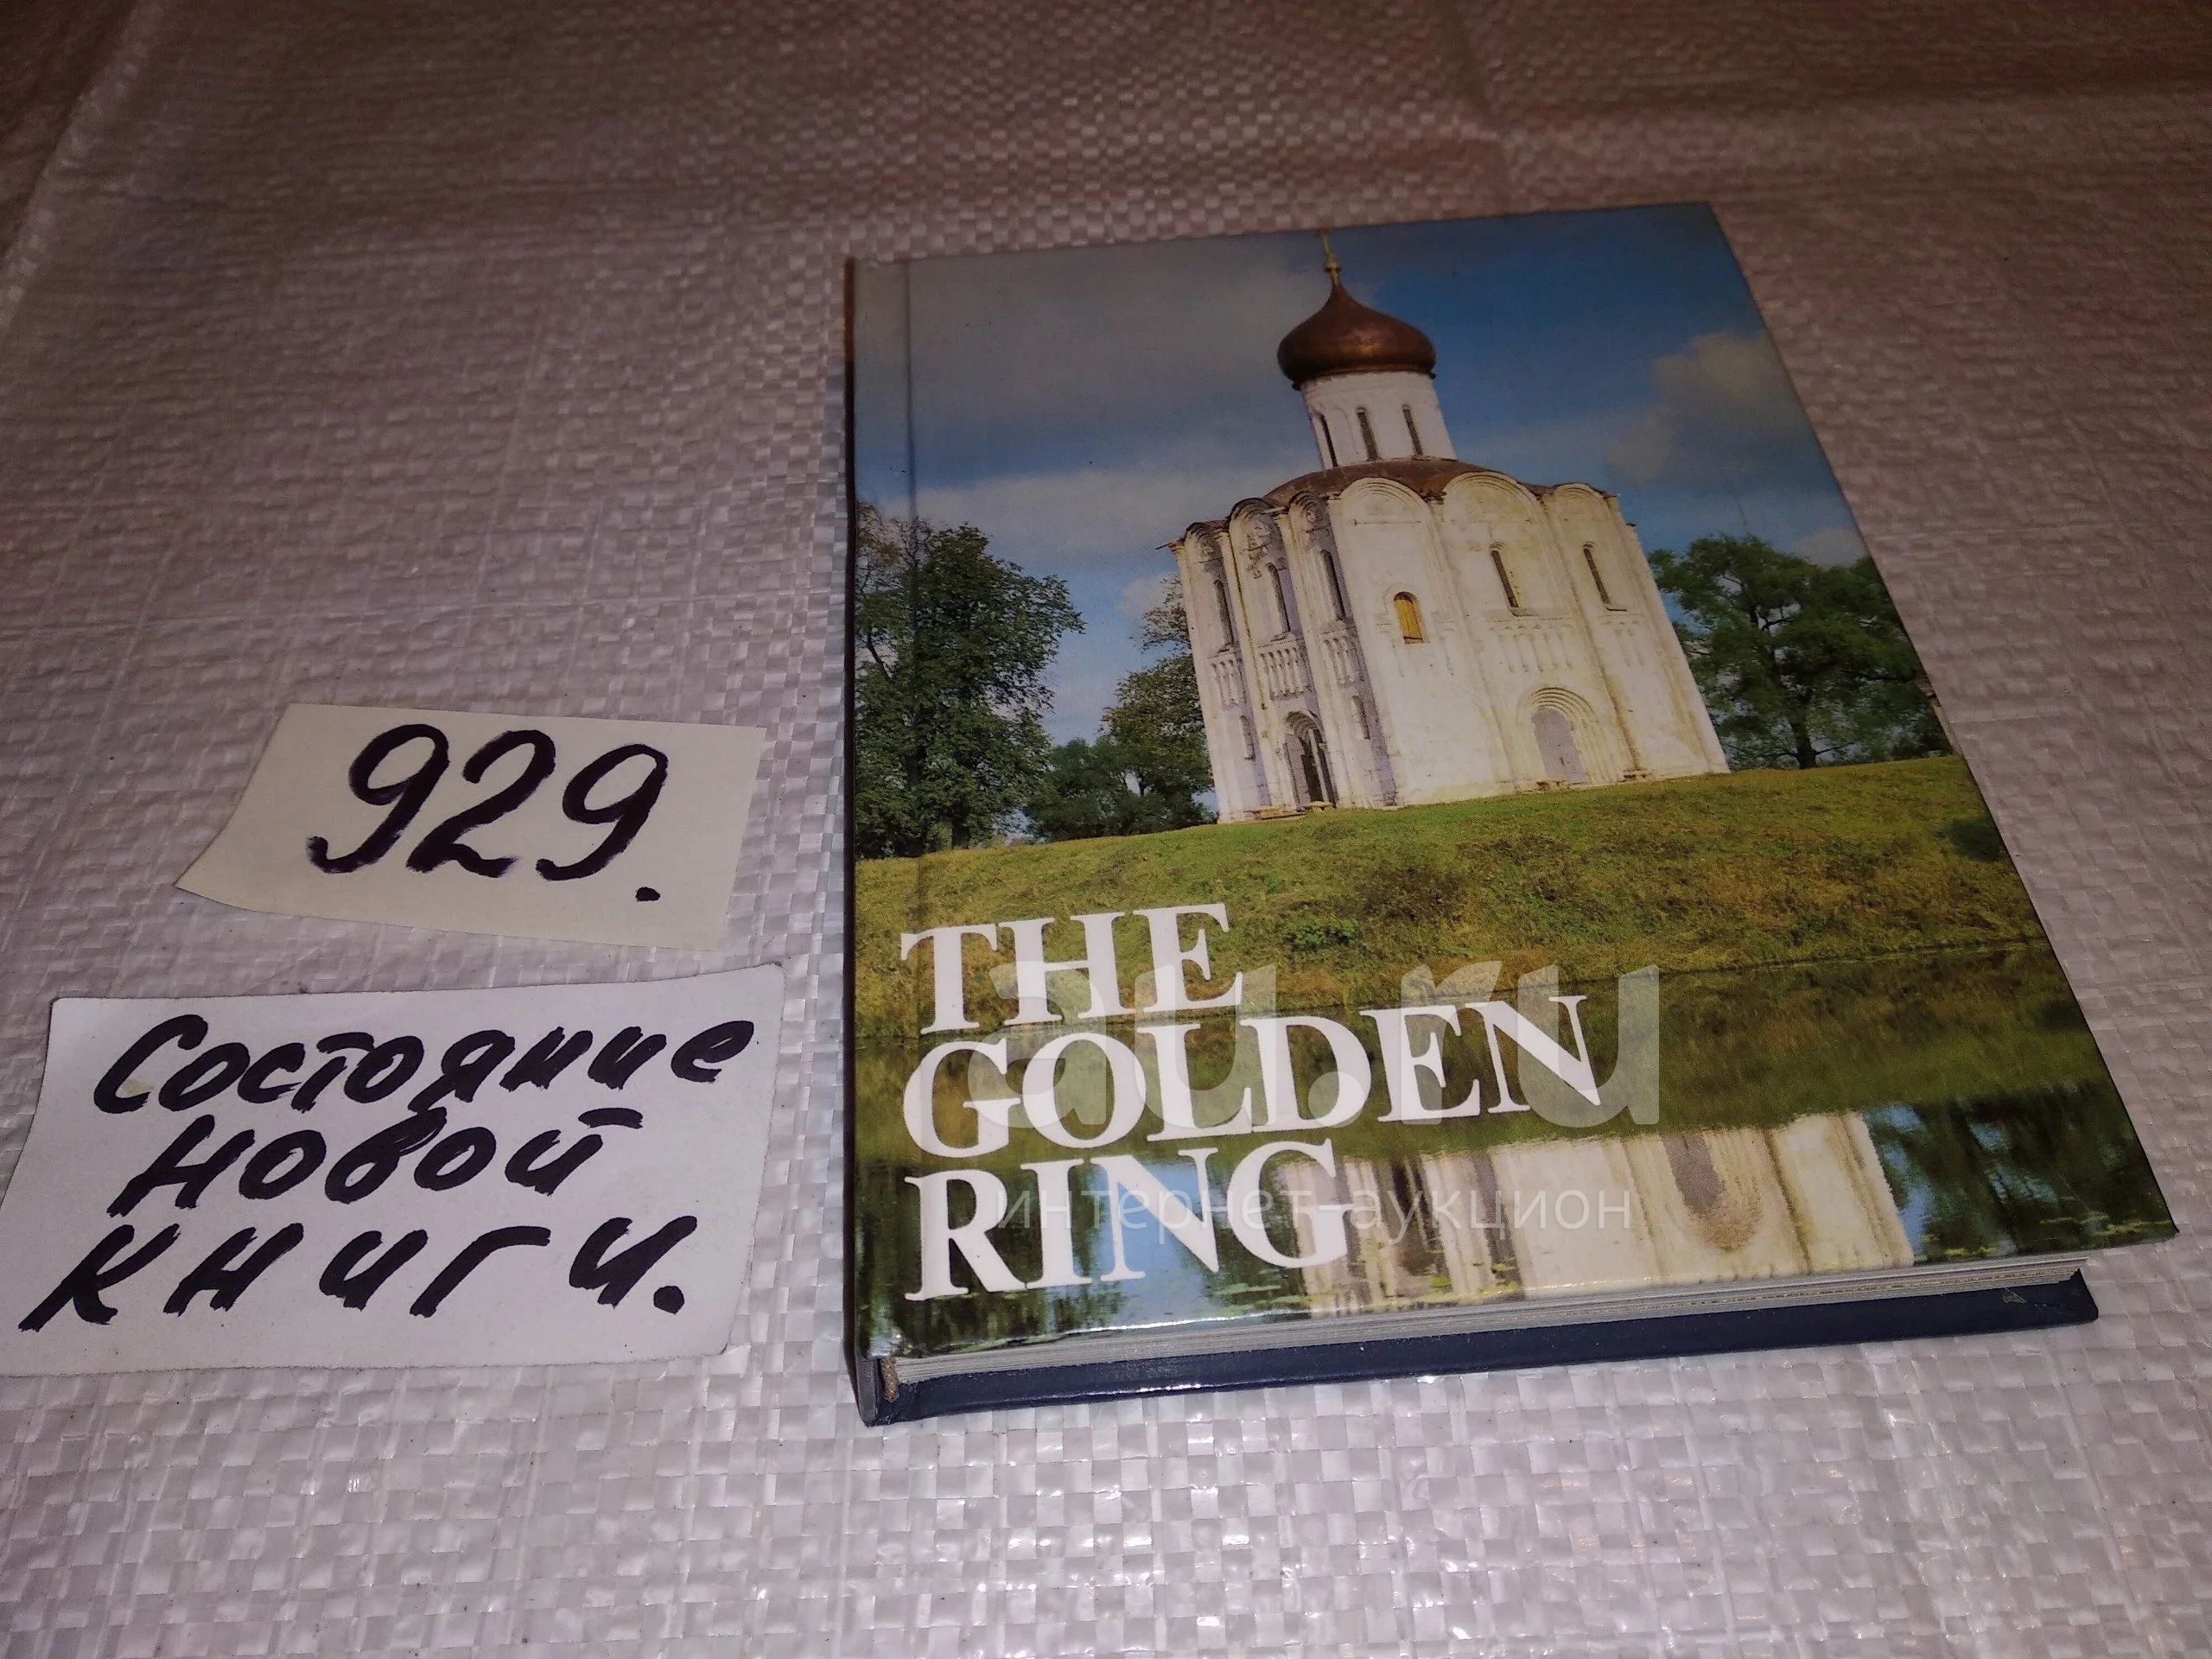 929.
Состояние
новой
книги.
THE
GOLDEN
RING
au.ru
интернет-аукцион